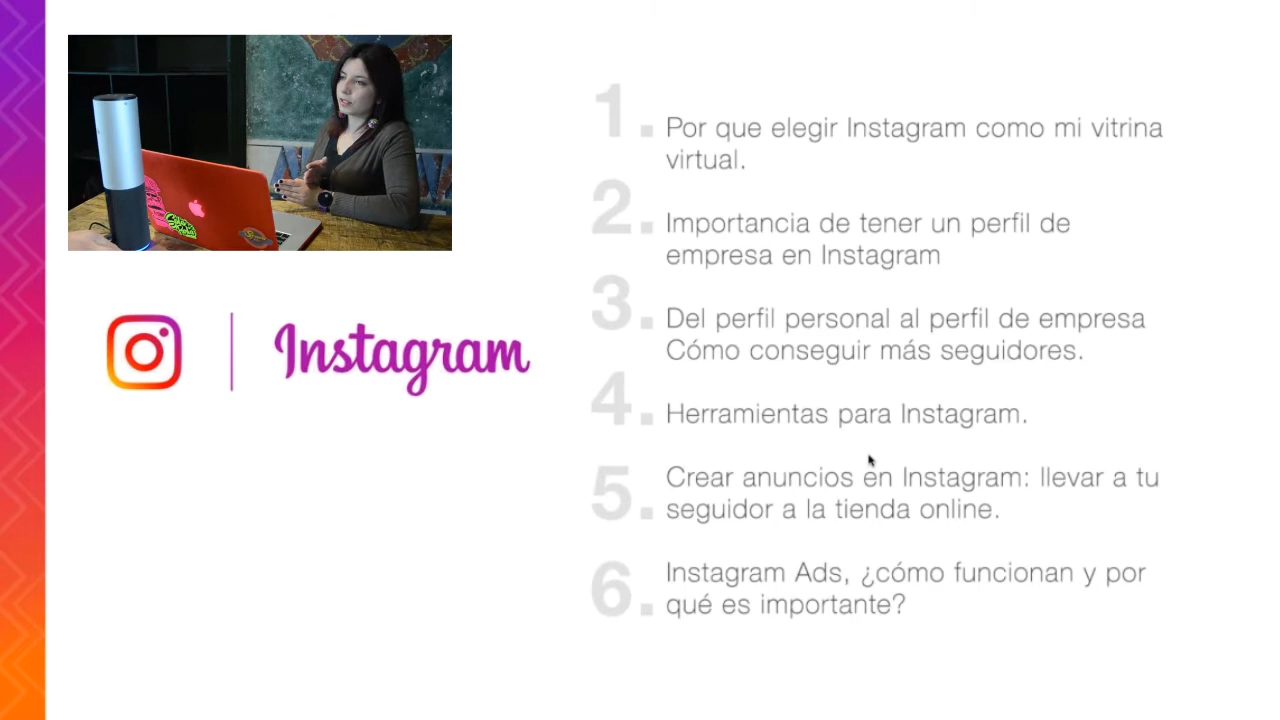 Instagram
1. Por que elegir Instagram como mi vitrina
virtual.
2. Importancia de tener un perfil de
empresa en Instagram
3. Del perfil personal al perfil de empresa
Cómo conseguir más seguidores.
4. Herramientas para Instagram.
5. Crear anuncios en Instagram: llevar a tu
seguidor a la tienda online.
6. Instagram Ads, ¿cómo funcionan y por
qué es importante?